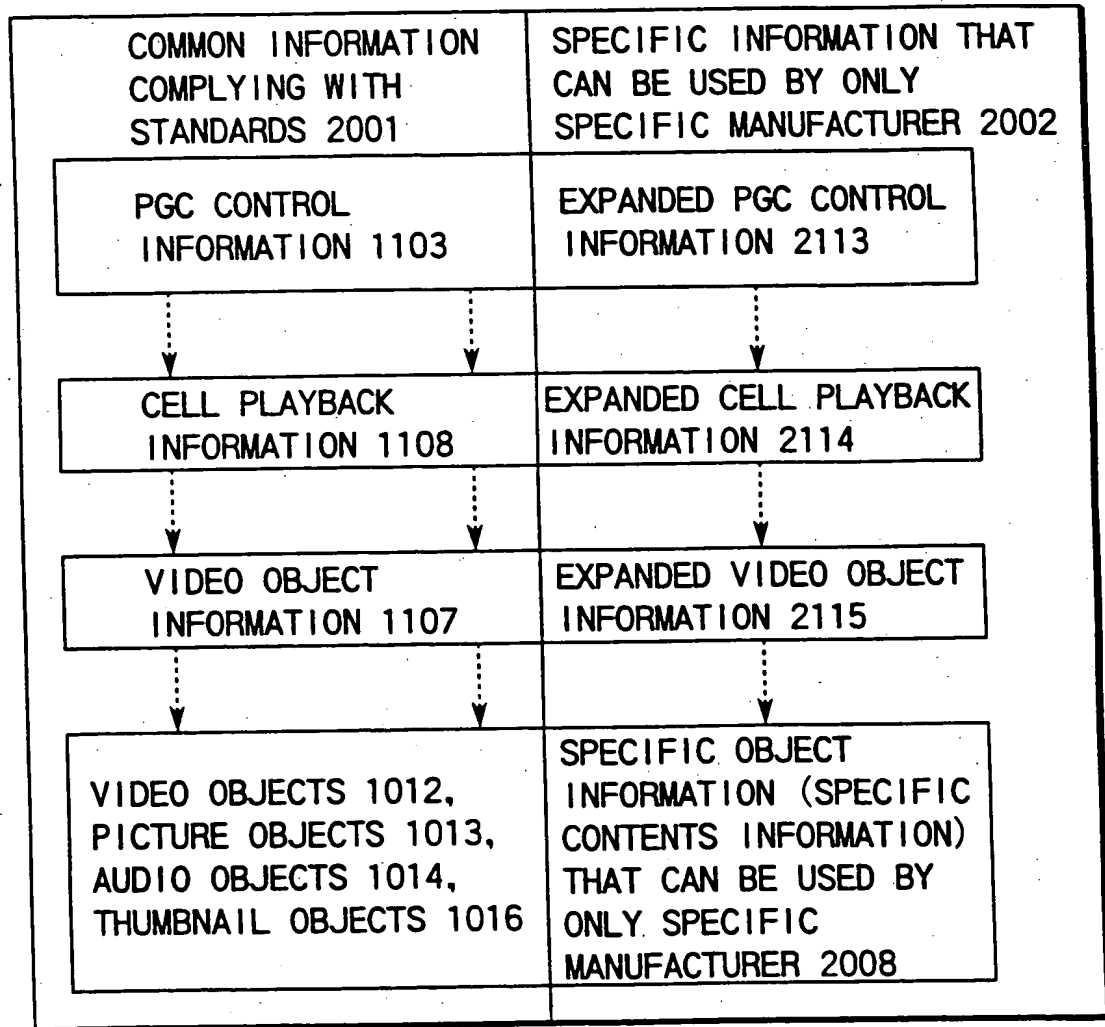 COMMON INFORMATION
COMPLYING WITH
STANDARDS 2001
SPECIFIC INFORMATION THAT
CAN BE USED BY ONLY
SPECIFIC MANUFACTURER 2002
PGC CONTROL
INFORMATION 1103
EXPANDED PGC CONTROL
INFORMATION 2113
CELL PLAYBACK
INFORMATION 1108
EXPANDED CELL PLAYBACK
INFORMATION 2114
VIDEO OBJECT
INFORMATION 1107
EXPANDED VIDEO OBJECT
INFORMATION 2115
VIDEO OBJECTS 1012,
PICTURE OBJECTS 1013,
AUDIO OBJECTS 1014,
THUMBNAIL OBJECTS 1016
SPECIFIC OBJECT
INFORMATION (SPECIFIC
CONTENTS INFORMATION)
THAT CAN BE USED BY
ONLY SPECIFIC
MANUFACTURER 2008